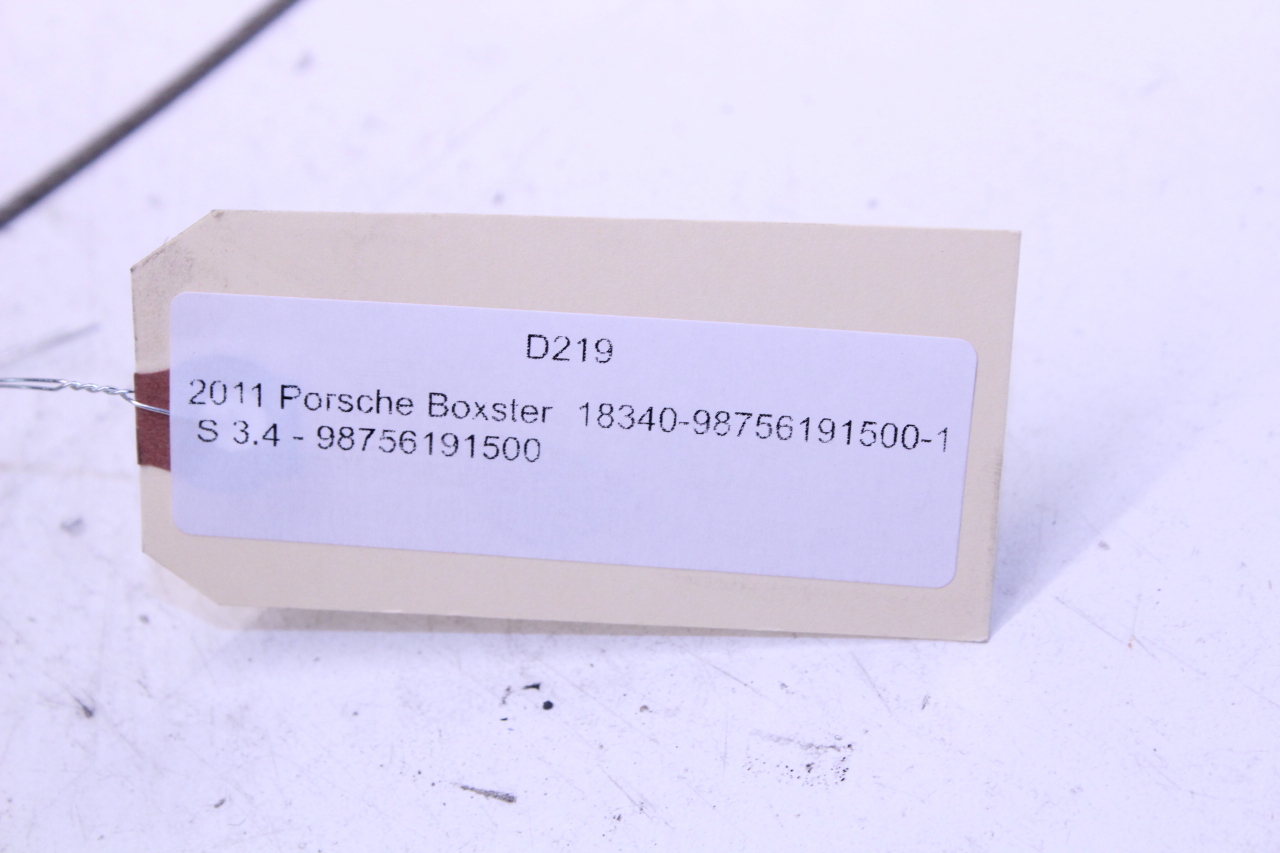 D219
2011 Porsche Boxster 18340-98756191500-1
S 3.4 - 98756191500